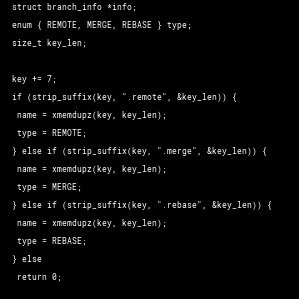 struct branch_info *info;
enum { REMOTE, MERGE, REBASE } type;
size_t key_len;

key += 7;
if (strip_suffix(key, ".remote", &key_len)) {
 name = xmemdupz(key, key_len);
 type = REMOTE;
} else if (strip_suffix(key, ".merge", &key_len)) {
 name = xmemdupz(key, key_len);
 type = MERGE;
} else if (strip_suffix(key, ".rebase", &key_len)) {
 name = xmemdupz(key, key_len);
 type = REBASE;
} else
 return 0;